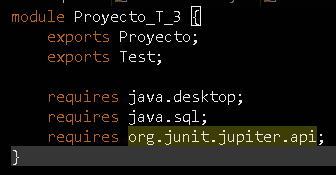 module Proyecto_T_3 {
    exports Proyecto;
    exports Test;

    requires java.desktop;
    requires java.sql;
    requires org.junit.jupiter.api;
}